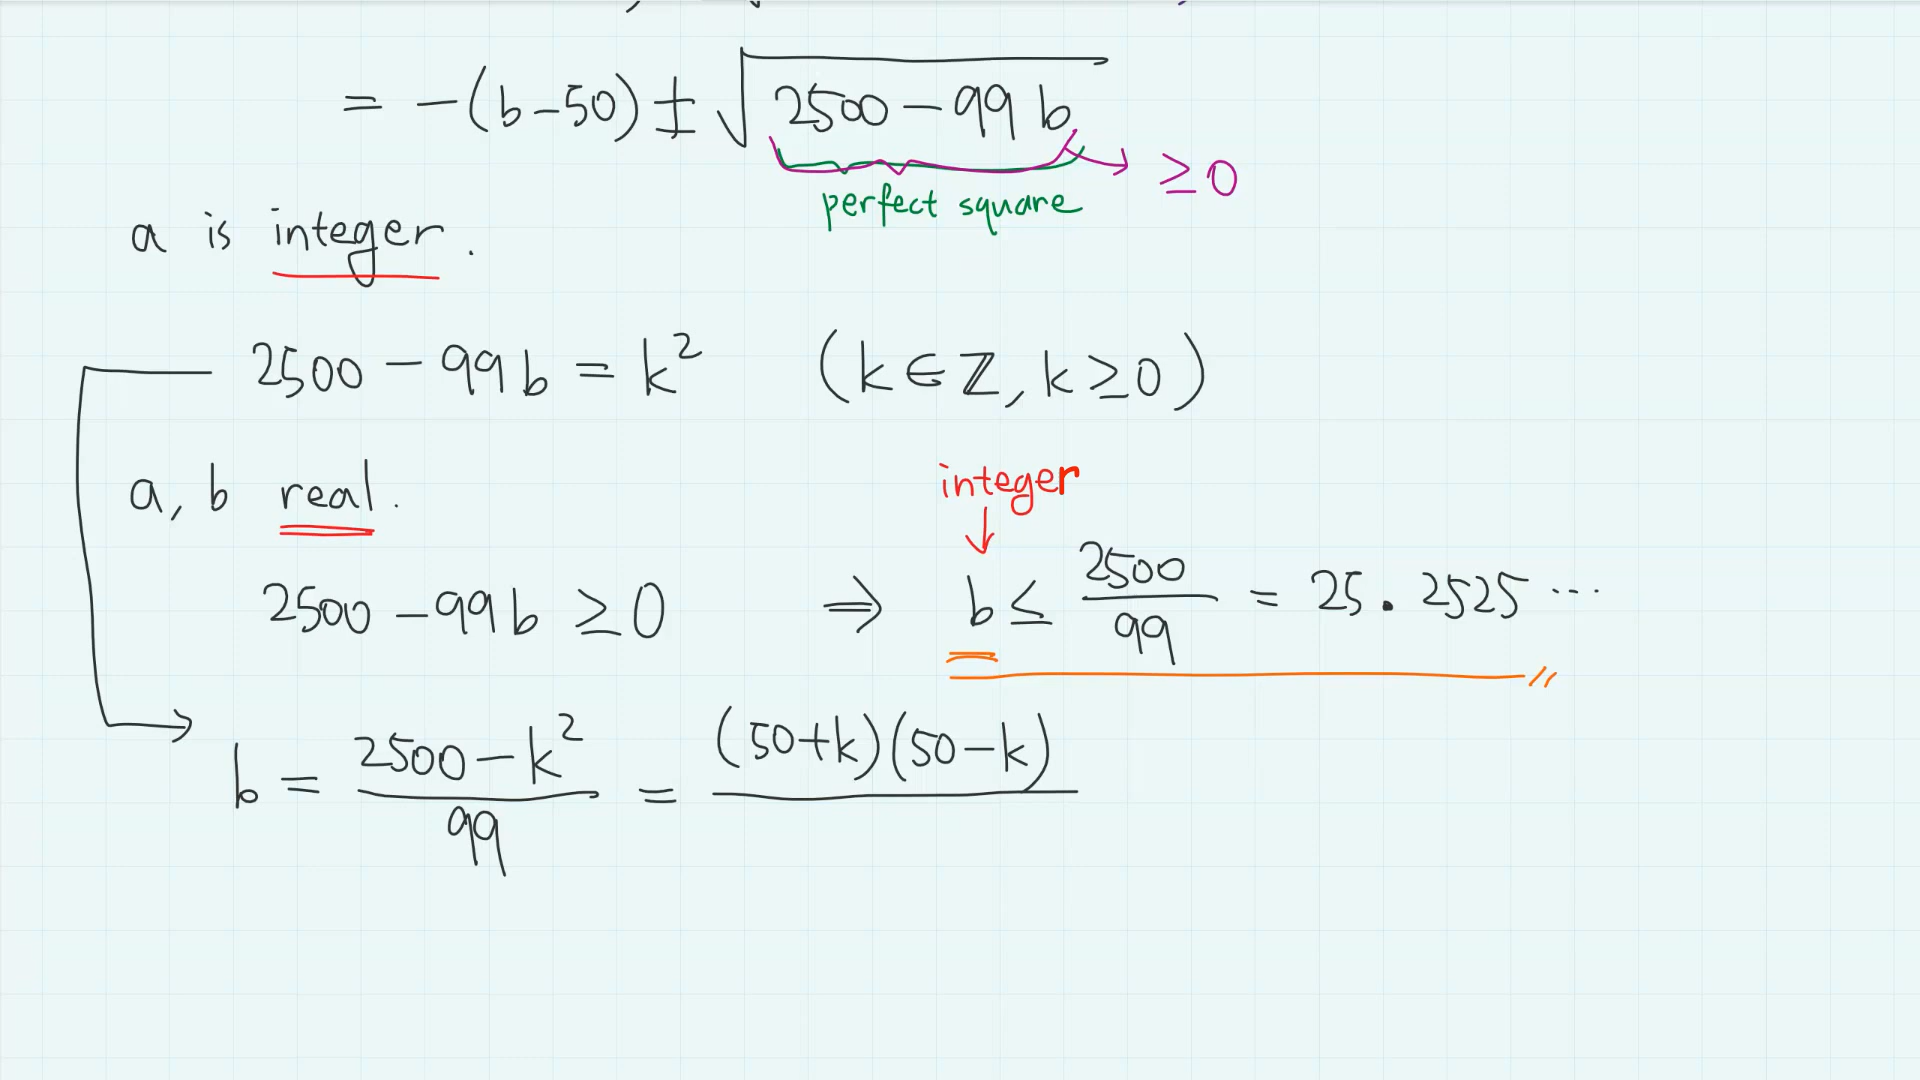 = -(b-50) ± √(2500 - 99b)
≥0
perfect square
a is integer.
2500 - 99b = k² (k ∈ ℤ, k ≥ 0)
a, b real.
integer
2500 - 99b ≥ 0 ⇒ b ≤ 2500/99 = 25.2525 ...
b = (2500 - k²)/99 = (50+k)(50-k)